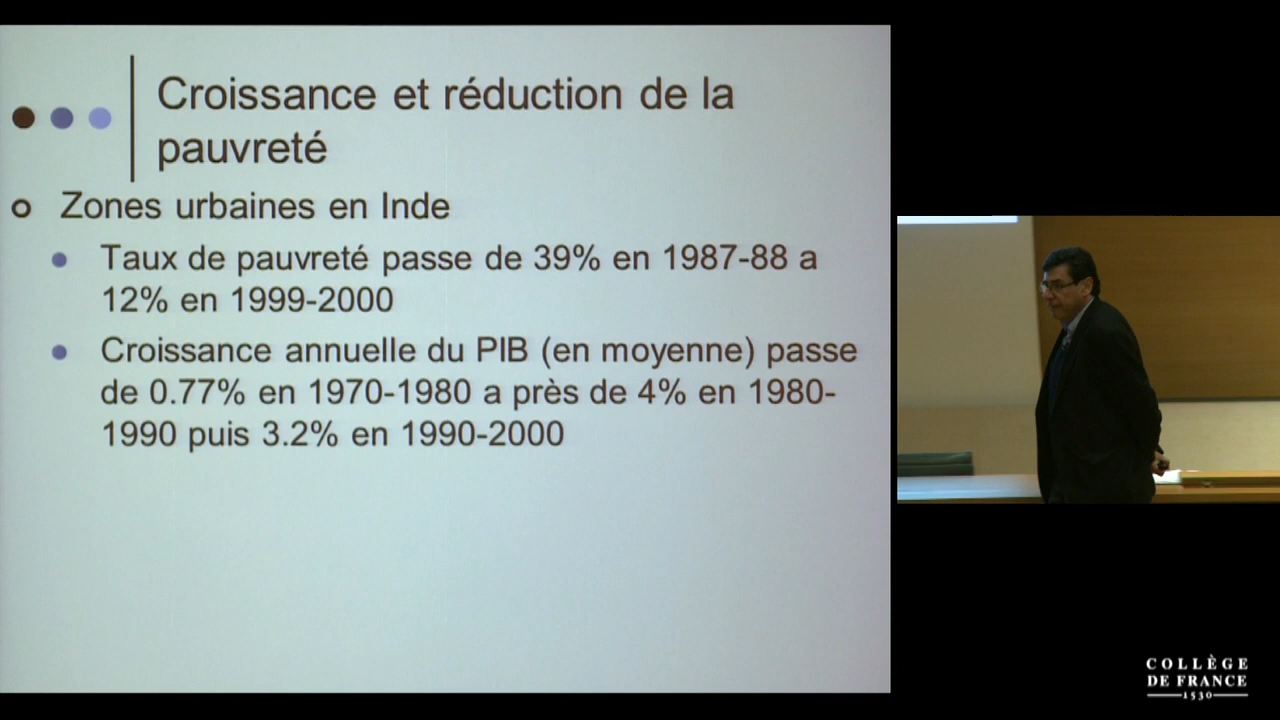 Croissance et réduction de la
pauvreté
Zones urbaines en Inde
Taux de pauvreté passe de 39% en 1987-88 a
12% en 1999-2000
Croissance annuelle du PIB (en moyenne) passe
de 0.77% en 1970-1980 a près de 4% en 1980-
1990 puis 3.2% en 1990-2000
COLLÈGE
DE FRANCE
1530